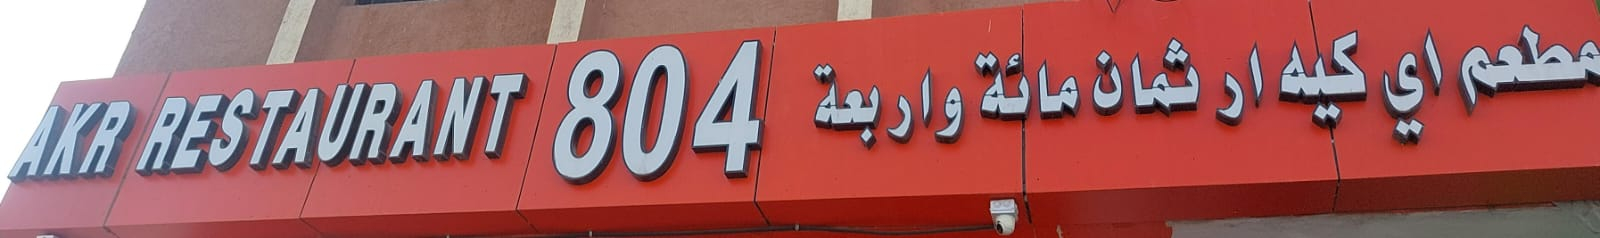 AKR RESTAURANT 804
مطعم اي كيه ار ثمان مائة واربعة